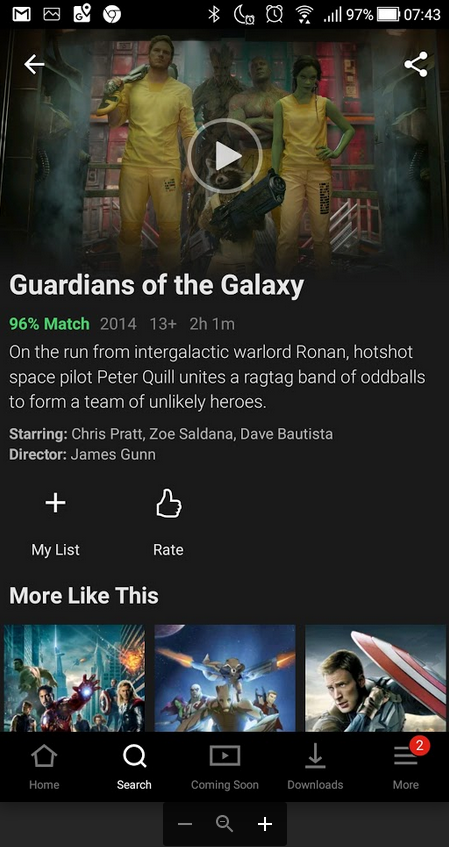 97% 07:43
Guardians of the Galaxy
96% Match 2014 13+ 2h 1m
On the run from intergalactic warlord Ronan, hotshot
space pilot Peter Quill unites a ragtag band of oddballs
to form a team of unlikely heroes.
Starring: Chris Pratt, Zoe Saldana, Dave Bautista
Director: James Gunn
My List Rate
More Like This
2
Home Search Coming Soon Downloads More